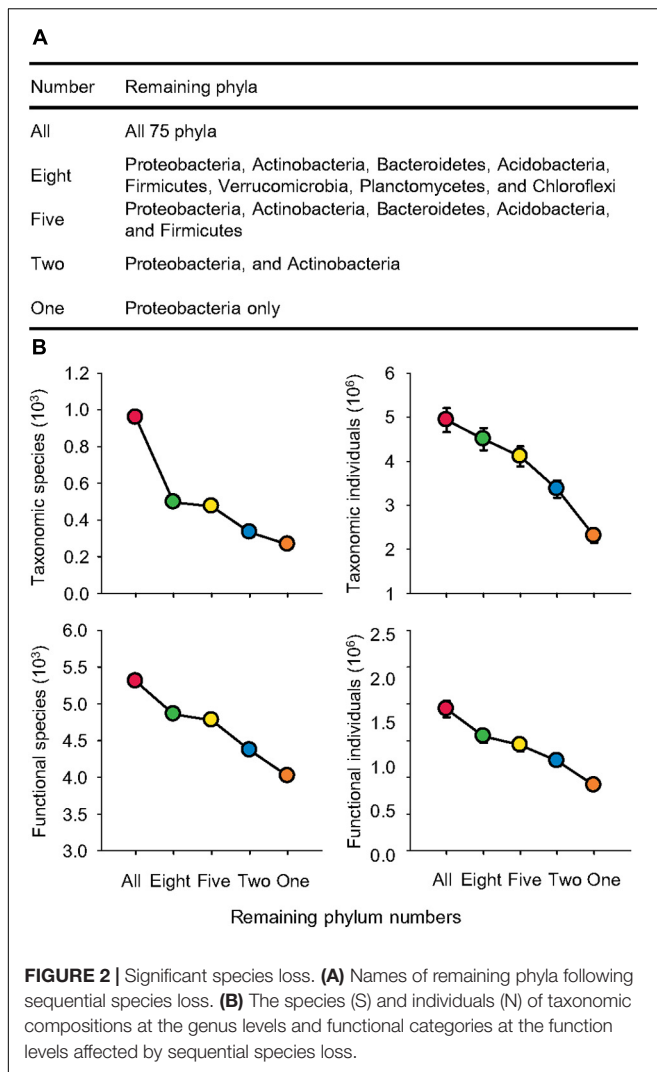 A
Number Remaining phyla
All All 75 phyla
Eight Proteobacteria, Actinobacteria, Bacteroidetes, Acidobacteria,
Firmicutes, Verrucomicrobia, Planctomycetes, and Chloroflexi
Five Proteobacteria, Actinobacteria, Bacteroidetes, Acidobacteria,
and Firmicutes
Two Proteobacteria, and Actinobacteria
One Proteobacteria only
B
Taxonomic species (10³)
1.2
1.0
0.8
0.6
0.4
0.2
0.0
Taxonomic individuals (10⁶)
6
5
4
3
2
1
Functional species (10³)
6.0
5.5
5.0
4.5
4.0
3.5
3.0
All Eight Five Two One
Functional individuals (10⁶)
2.5
2.0
1.5
1.0
0.5
0.0
All Eight Five Two One
Remaining phylum numbers
FIGURE 2 | Significant species loss. (A) Names of remaining phyla following
sequential species loss. (B) The species (S) and individuals (N) of taxonomic
compositions at the genus levels and functional categories at the function
levels affected by sequential species loss.